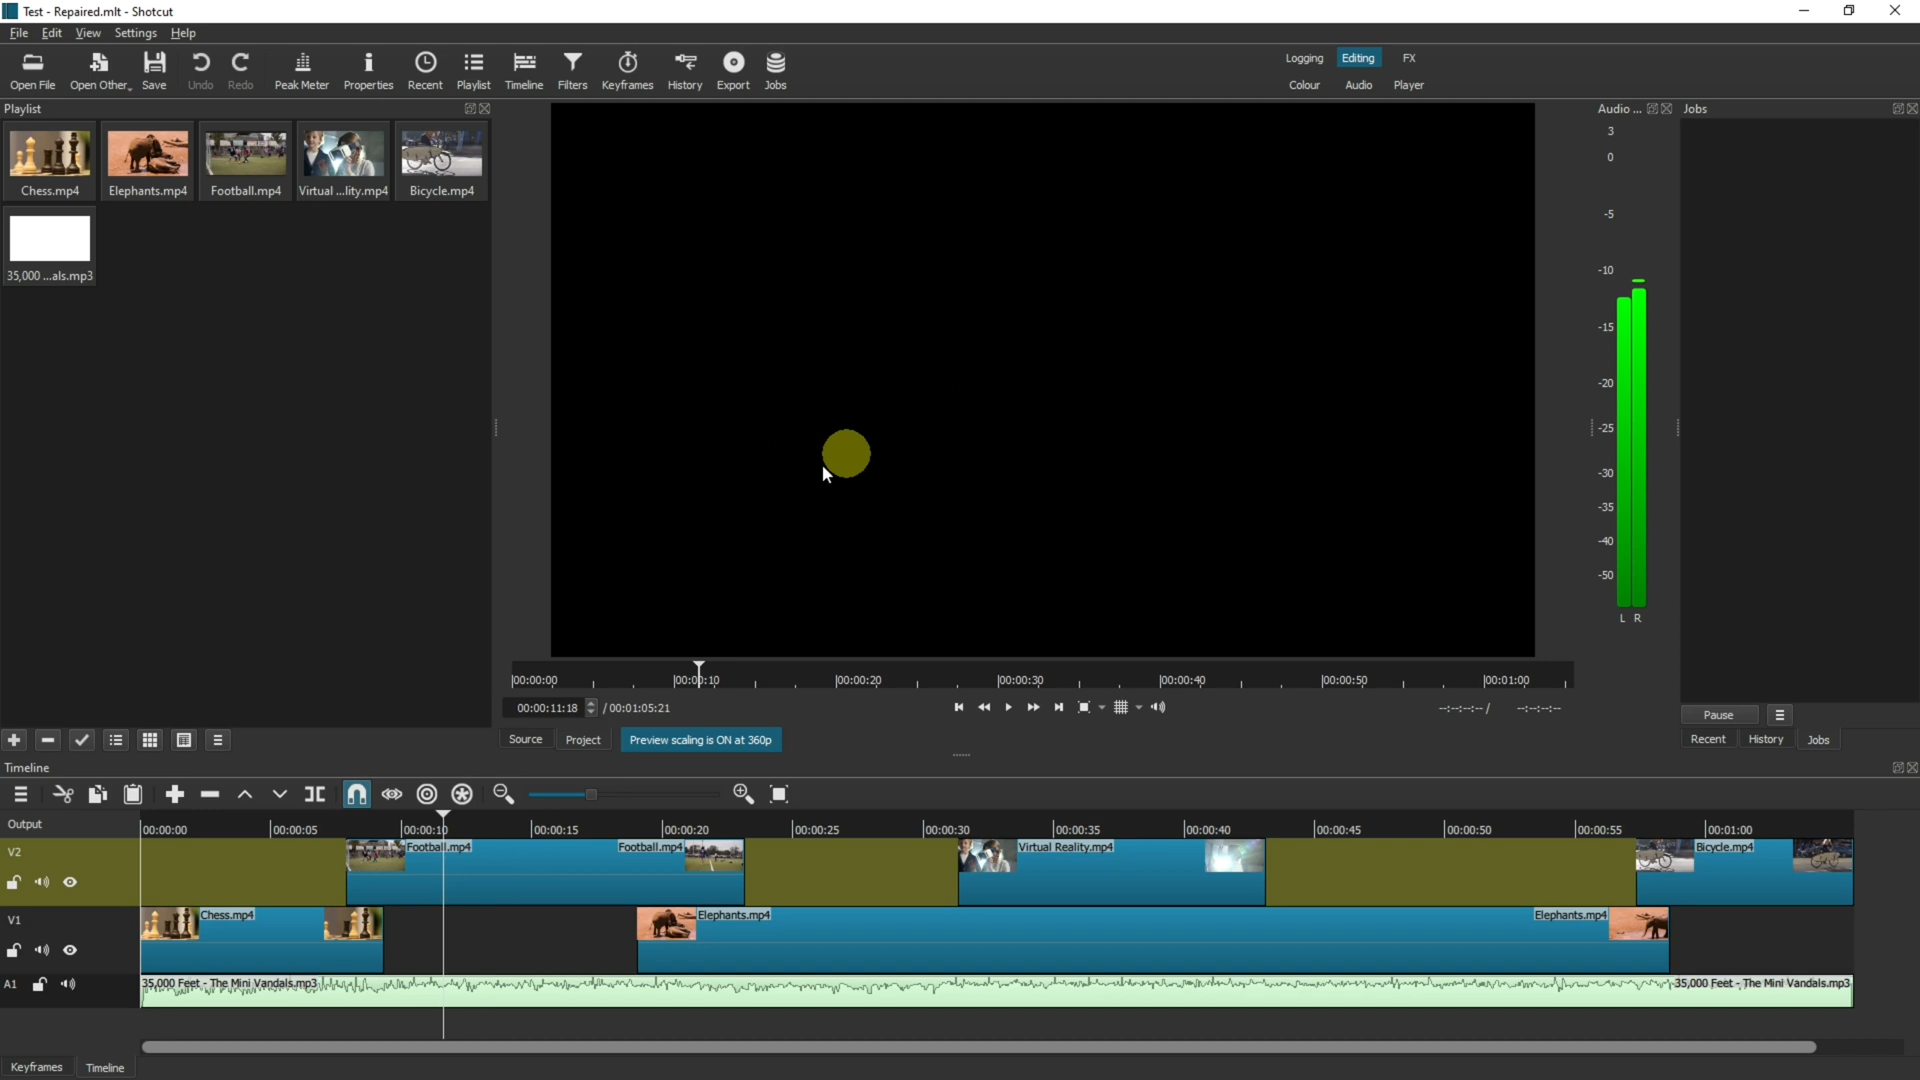 Test - Repaired.mlt - Shotcut
File Edit View Settings Help
Open File Open Other... Save Undo Redo Peak Meter Properties Recent Playlist Timeline Filters Keyframes History Export Jobs
Logging Editing FX
Colour Audio Player
Playlist
Audio ...
Jobs
Chess.mp4 Elephants.mp4 Football.mp4 Virtual ...lity.mp4 Bicycle.mp4
35,000 ...als.mp3
3
0
-5
-10
-15
-20
-25
-30
-35
-40
-50
L R
00:00:00 00:00:10 00:00:20 00:00:30 00:00:40 00:00:50 00:01:00
00:00:11:18 / 00:01:05:21
--:--:--:-- / --:--:--:--
Source Project Preview scaling is ON at 360p
Pause
Recent History Jobs
Timeline
Output
00:00:00 00:00:05 00:00:10 00:00:15 00:00:20 00:00:25 00:00:30 00:00:35 00:00:40 00:00:45 00:00:50 00:00:55 00:01:00
V2
Football.mp4 Football.mp4 Virtual Reality.mp4 Bicycle.mp4
V1
Chess.mp4 Elephants.mp4 Elephants.mp4
A1
35,000 Feet - The Mini Vandals.mp3 35,000 Feet - The Mini Vandals.mp3
Keyframes Timeline